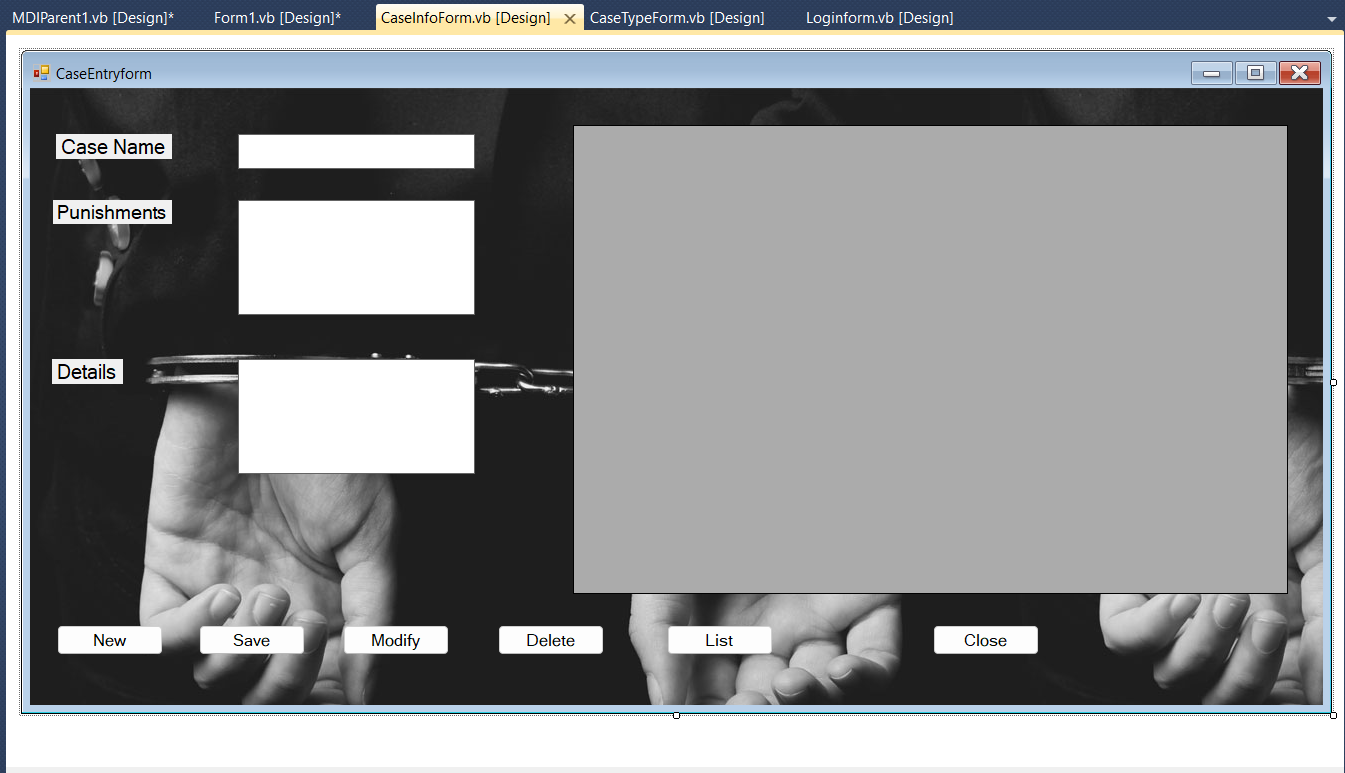 MDIParent1.vb [Design]* Form1.vb [Design]* CaseInfoForm.vb [Design] CaseTypeForm.vb [Design] Loginform.vb [Design]
CaseEntryform
Case Name
Punishments
Details
New Save Modify Delete List Close